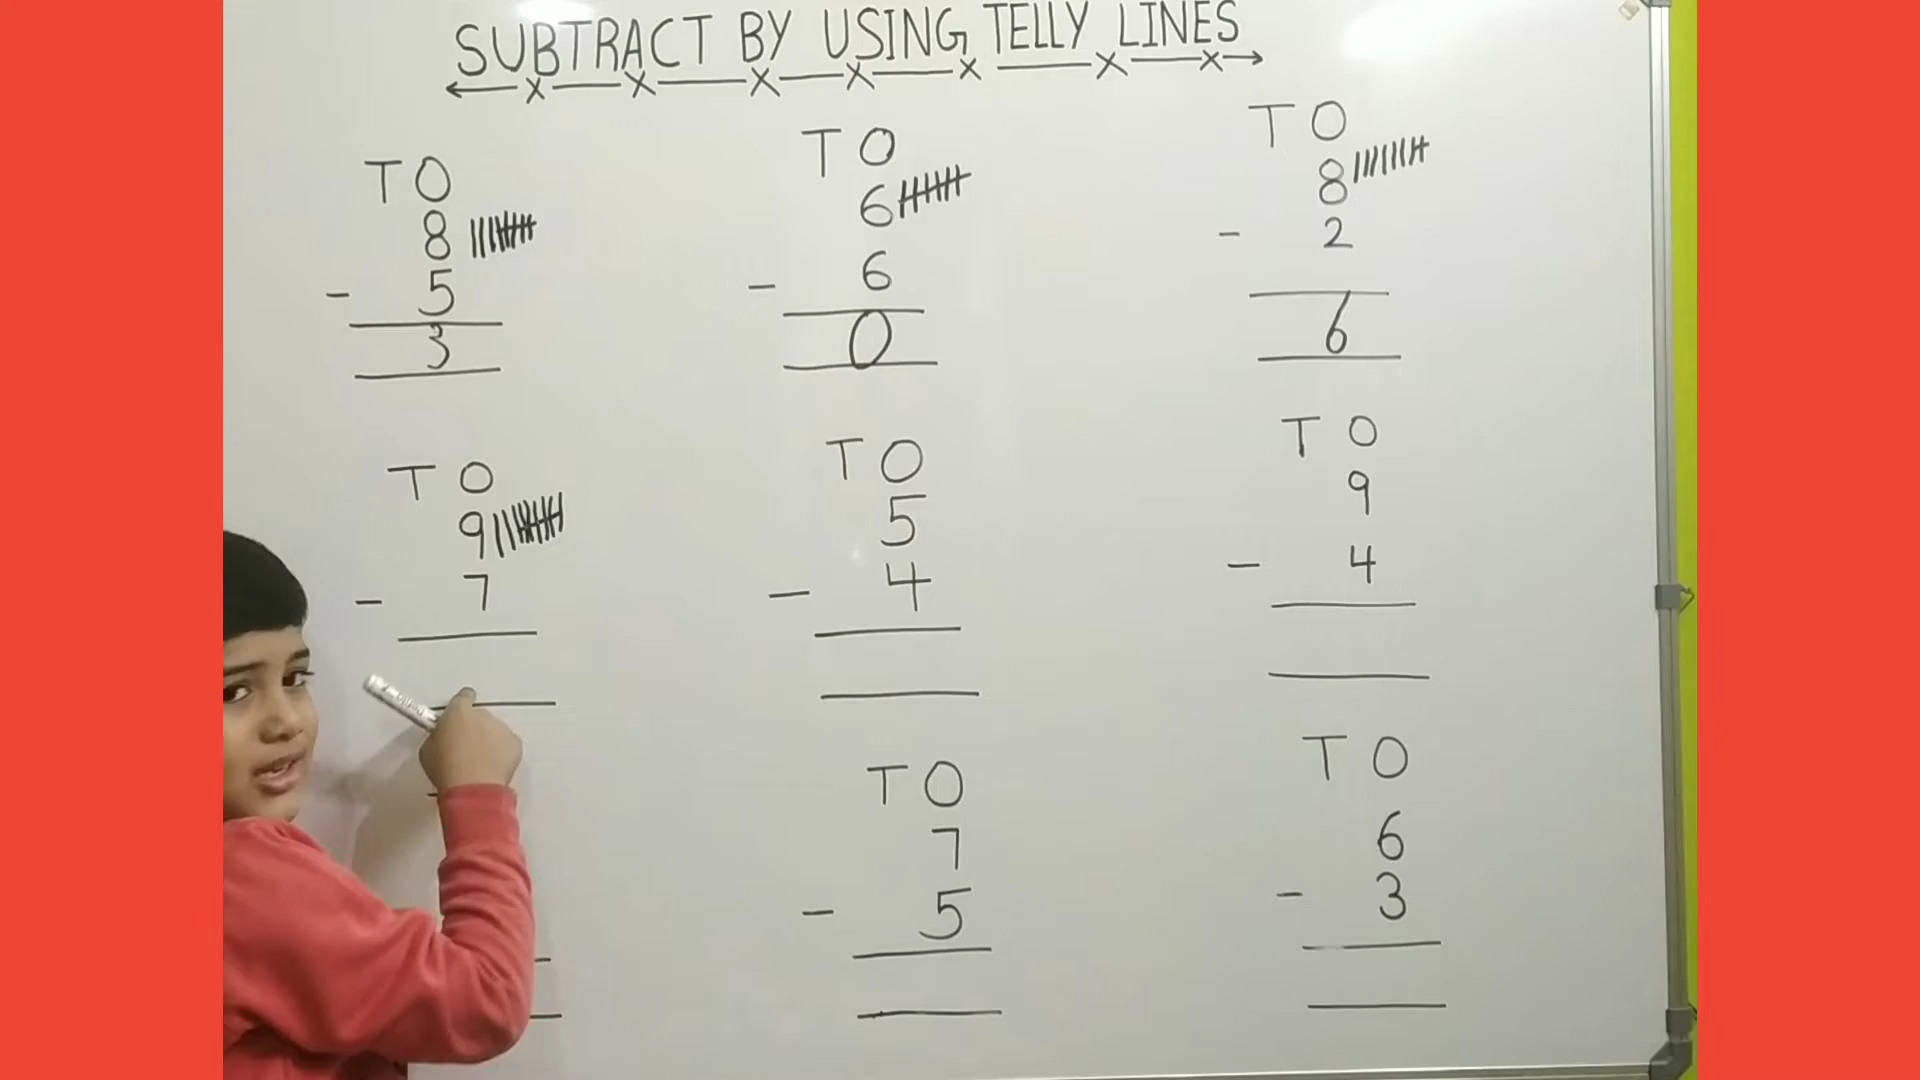 SUBTRACT BY USING TELLY LINES
T O
8
- 5
3
T O
6
- 6
0
T O
8
- 2
6
T O
9
- 7
T O
5
- 4
T O
9
- 4
T O
7
- 5
T O
6
- 3